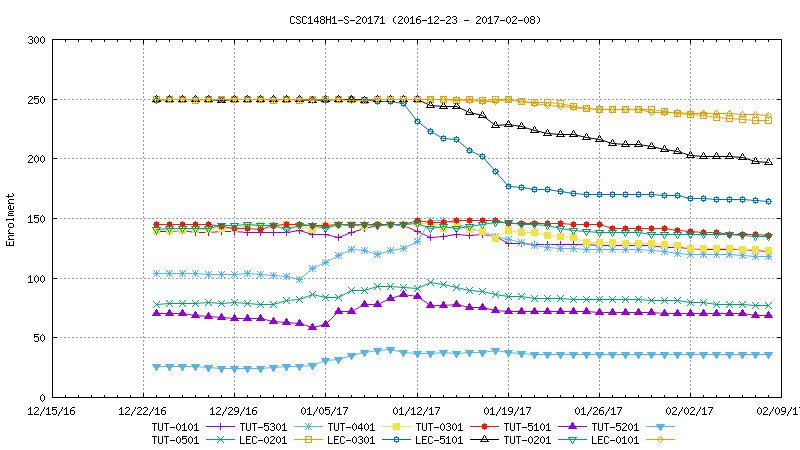 CSC148H1-S-20171 (2016-12-23 - 2017-02-08)
300
250
200
150
100
50
0
Enrolment
12/15/16 12/22/16 12/29/16 01/05/17 01/12/17 01/19/17 01/26/17 02/02/17 02/09/17
TUT-0101 TUT-5301 TUT-0401 TUT-0301 TUT-5101 TUT-5201
TUT-0501 LEC-0201 LEC-0301 LEC-5101 TUT-0201 LEC-0101